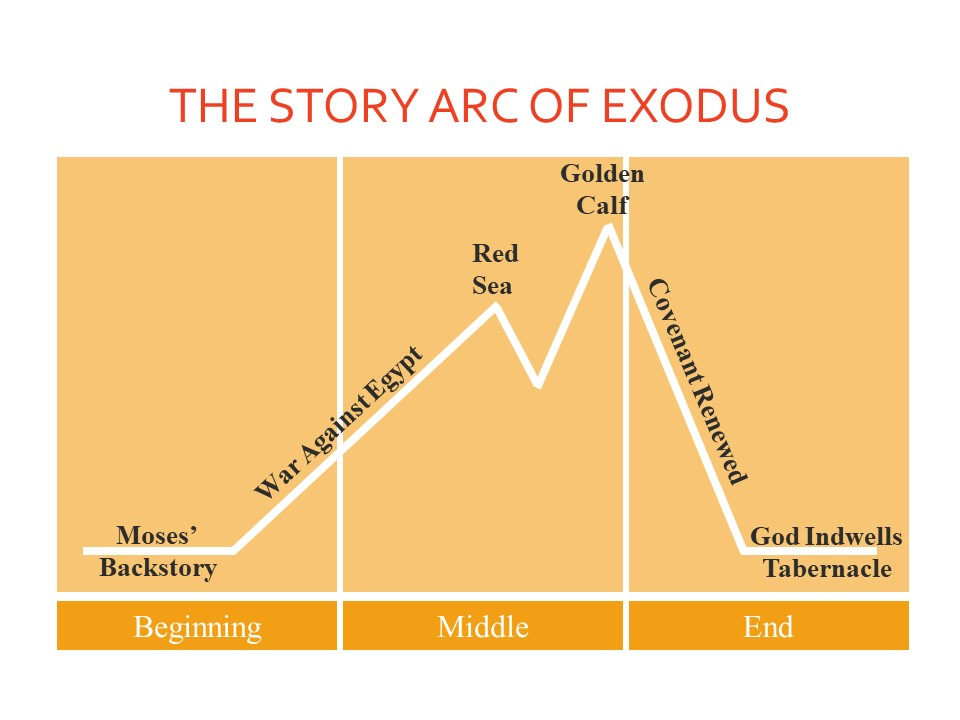 THE STORY ARC OF EXODUS
Golden
Calf
Red
Sea
War Against Egypt
Covenant Renewed
Moses’
Backstory
God Indwells
Tabernacle
Beginning
Middle
End